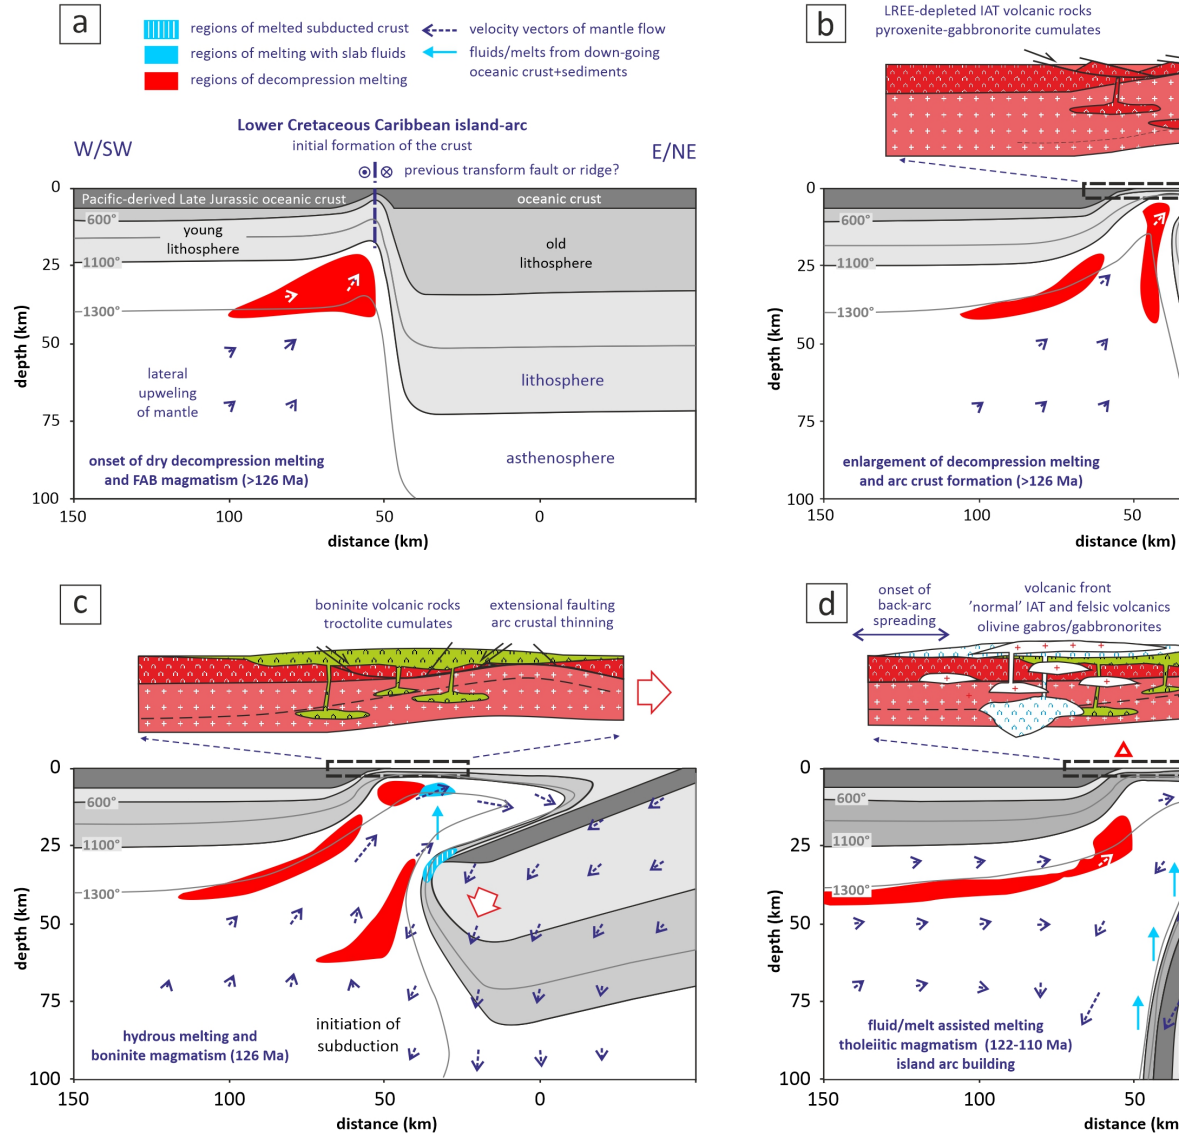 a
regions of melted subducted crust
regions of melting with slab fluids
regions of decompression melting
velocity vectors of mantle flow
fluids/melts from down-going
oceanic crust+sediments
Lower Cretaceous Caribbean island-arc
initial formation of the crust
W/SW
E/NE
previous transform fault or ridge?
Pacific-derived Late Jurassic oceanic crust
oceanic crust
600°
young
lithosphere
old
lithosphere
1100°
1300°
lateral
upweling
of mantle
lithosphere
asthenosphere
onset of dry decompression melting
and FAB magmatism (>126 Ma)
0
25
50
75
100
depth (km)
150
100
50
0
distance (km)
b
LREE-depleted IAT volcanic rocks
pyroxenite-gabbronorite cumulates
600°
1100°
1300°
enlargement of decompression melting
and arc crust formation (>126 Ma)
0
25
50
75
100
depth (km)
150
100
50
distance (km)
c
boninite volcanic rocks
troctolite cumulates
extensional faulting
arc crustal thinning
600°
1100°
1300°
initiation of
subduction
hydrous melting and
boninite magmatism (126 Ma)
0
25
50
75
100
depth (km)
150
100
50
0
distance (km)
d
onset of
back-arc
spreading
volcanic front
'normal' IAT and felsic volcanics
olivine gabros/gabbronorites
600°
1100°
1300°
fluid/melt assisted melting
tholeiitic magmatism (122-110 Ma)
island arc building
0
25
50
75
100
depth (km)
150
100
50
distance (km)